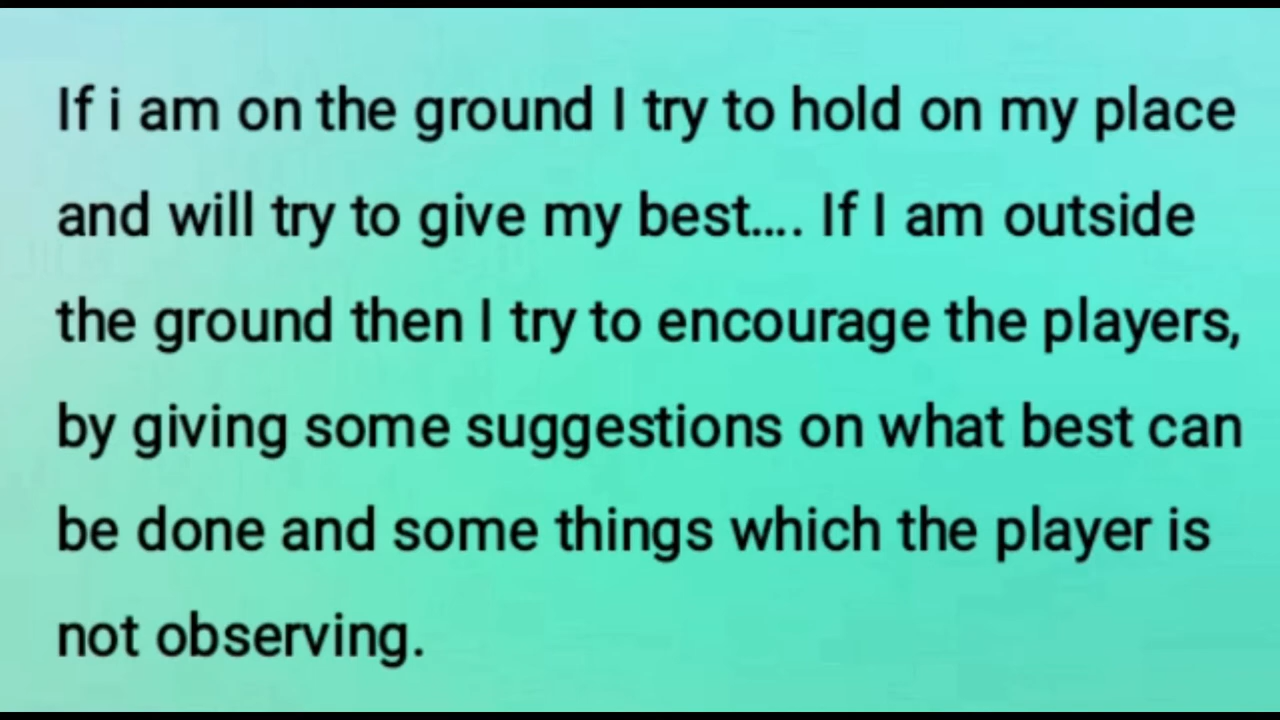 If i am on the ground I try to hold on my place
and will try to give my best.... If I am outside
the ground then I try to encourage the players,
by giving some suggestions on what best can
be done and some things which the player is
not observing.